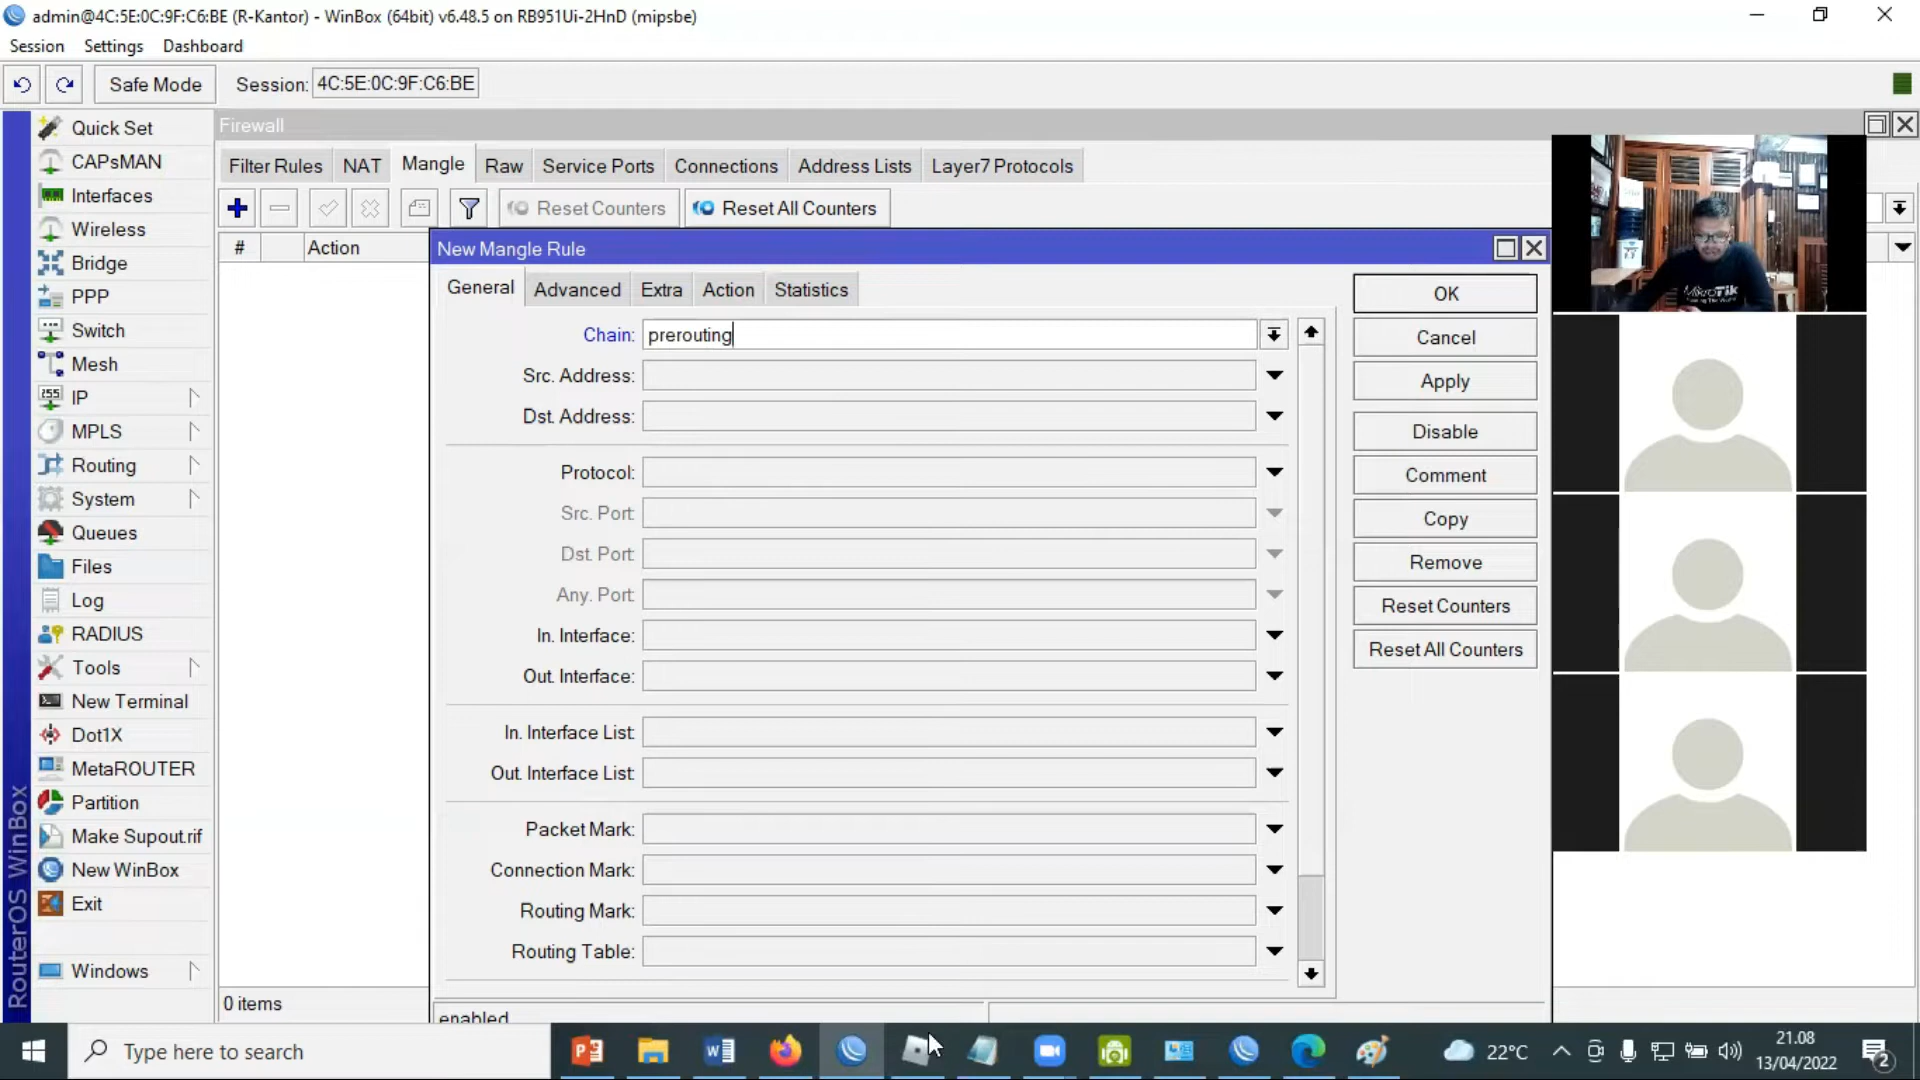 admin@4C:5E:0C:9F:C6:BE (R-Kantor) - WinBox (64bit) v6.48.5 on RB951Ui-2HnD (mipsbe)
Session Settings Dashboard
Safe Mode Session: 4C:5E:0C:9F:C6:BE
Quick Set
CAPsMAN
Interfaces
Wireless
Bridge
PPP
Switch
Mesh
IP
MPLS
Routing
System
Queues
Files
Log
RADIUS
Tools
New Terminal
Dot1X
MetaROUTER
Partition
Make Supout.rif
New WinBox
Exit
Windows
RouterOS WinBox
Firewall
Filter Rules NAT Mangle Raw Service Ports Connections Address Lists Layer7 Protocols
Reset Counters Reset All Counters
# Action
0 items
New Mangle Rule
General Advanced Extra Action Statistics
Chain: prerouting
Src. Address:
Dst. Address:
Protocol:
Src. Port:
Dst. Port:
Any. Port:
In. Interface:
Out. Interface:
In. Interface List:
Out. Interface List:
Packet Mark:
Connection Mark:
Routing Mark:
Routing Table:
enabled
OK
Cancel
Apply
Disable
Comment
Copy
Remove
Reset Counters
Reset All Counters
MikroTik
Type here to search
22°C
21.08
13/04/2022
2